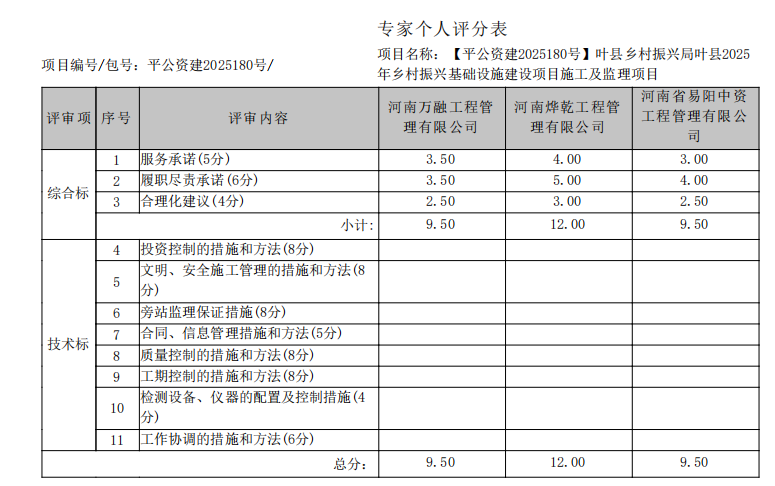 专家个人评分表
项目编号/包号: 平公资建2025180号/
项目名称: 【平公资建2025180号】叶县乡村振兴局叶县2025
年乡村振兴基础设施建设项目施工及监理项目
评审项 序号 评审内容 河南万融工程管理有限公司 河南烨乾工程管理有限公司 河南省易阳中资工程管理有限公司
综合标
1 服务承诺(5分) 3.50 4.00 3.00
2 履职尽责承诺(6分) 3.50 5.00 4.00
3 合理化建议(4分) 2.50 3.00 2.50
小计: 9.50 12.00 9.50
技术标
4 投资控制的措施和方法(8分)
5 文明、安全施工管理的措施和方法(8
分)
6 旁站监理保证措施(8分)
7 合同、信息管理措施和方法(5分)
8 质量控制的措施和方法(8分)
9 工期控制的措施和方法(8分)
10 检测设备、仪器的配置及控制措施(4
分)
11 工作协调的措施和方法(6分)
总分: 9.50 12.00 9.50